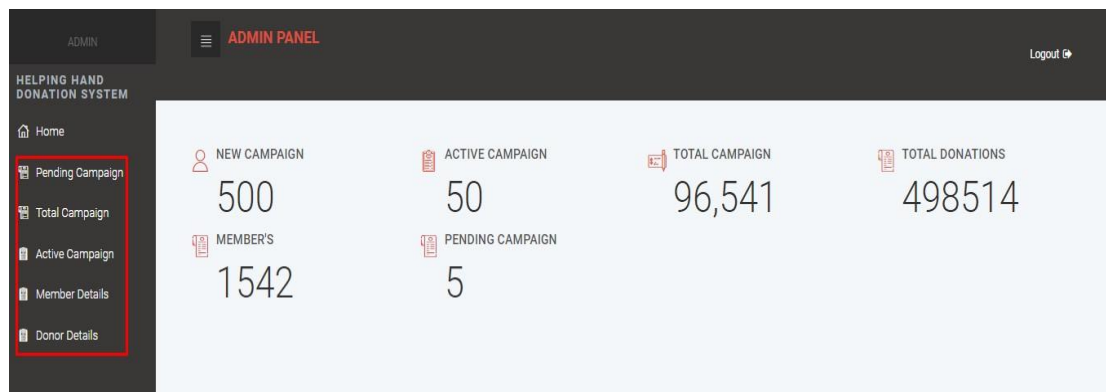 ADMIN
HELPING HAND
DONATION SYSTEM
Home
Pending Campaign
Total Campaign
Active Campaign
Member Details
Donor Details
ADMIN PANEL
Logout
NEW CAMPAIGN
500
ACTIVE CAMPAIGN
50
TOTAL CAMPAIGN
96,541
TOTAL DONATIONS
498514
MEMBER'S
1542
PENDING CAMPAIGN
5